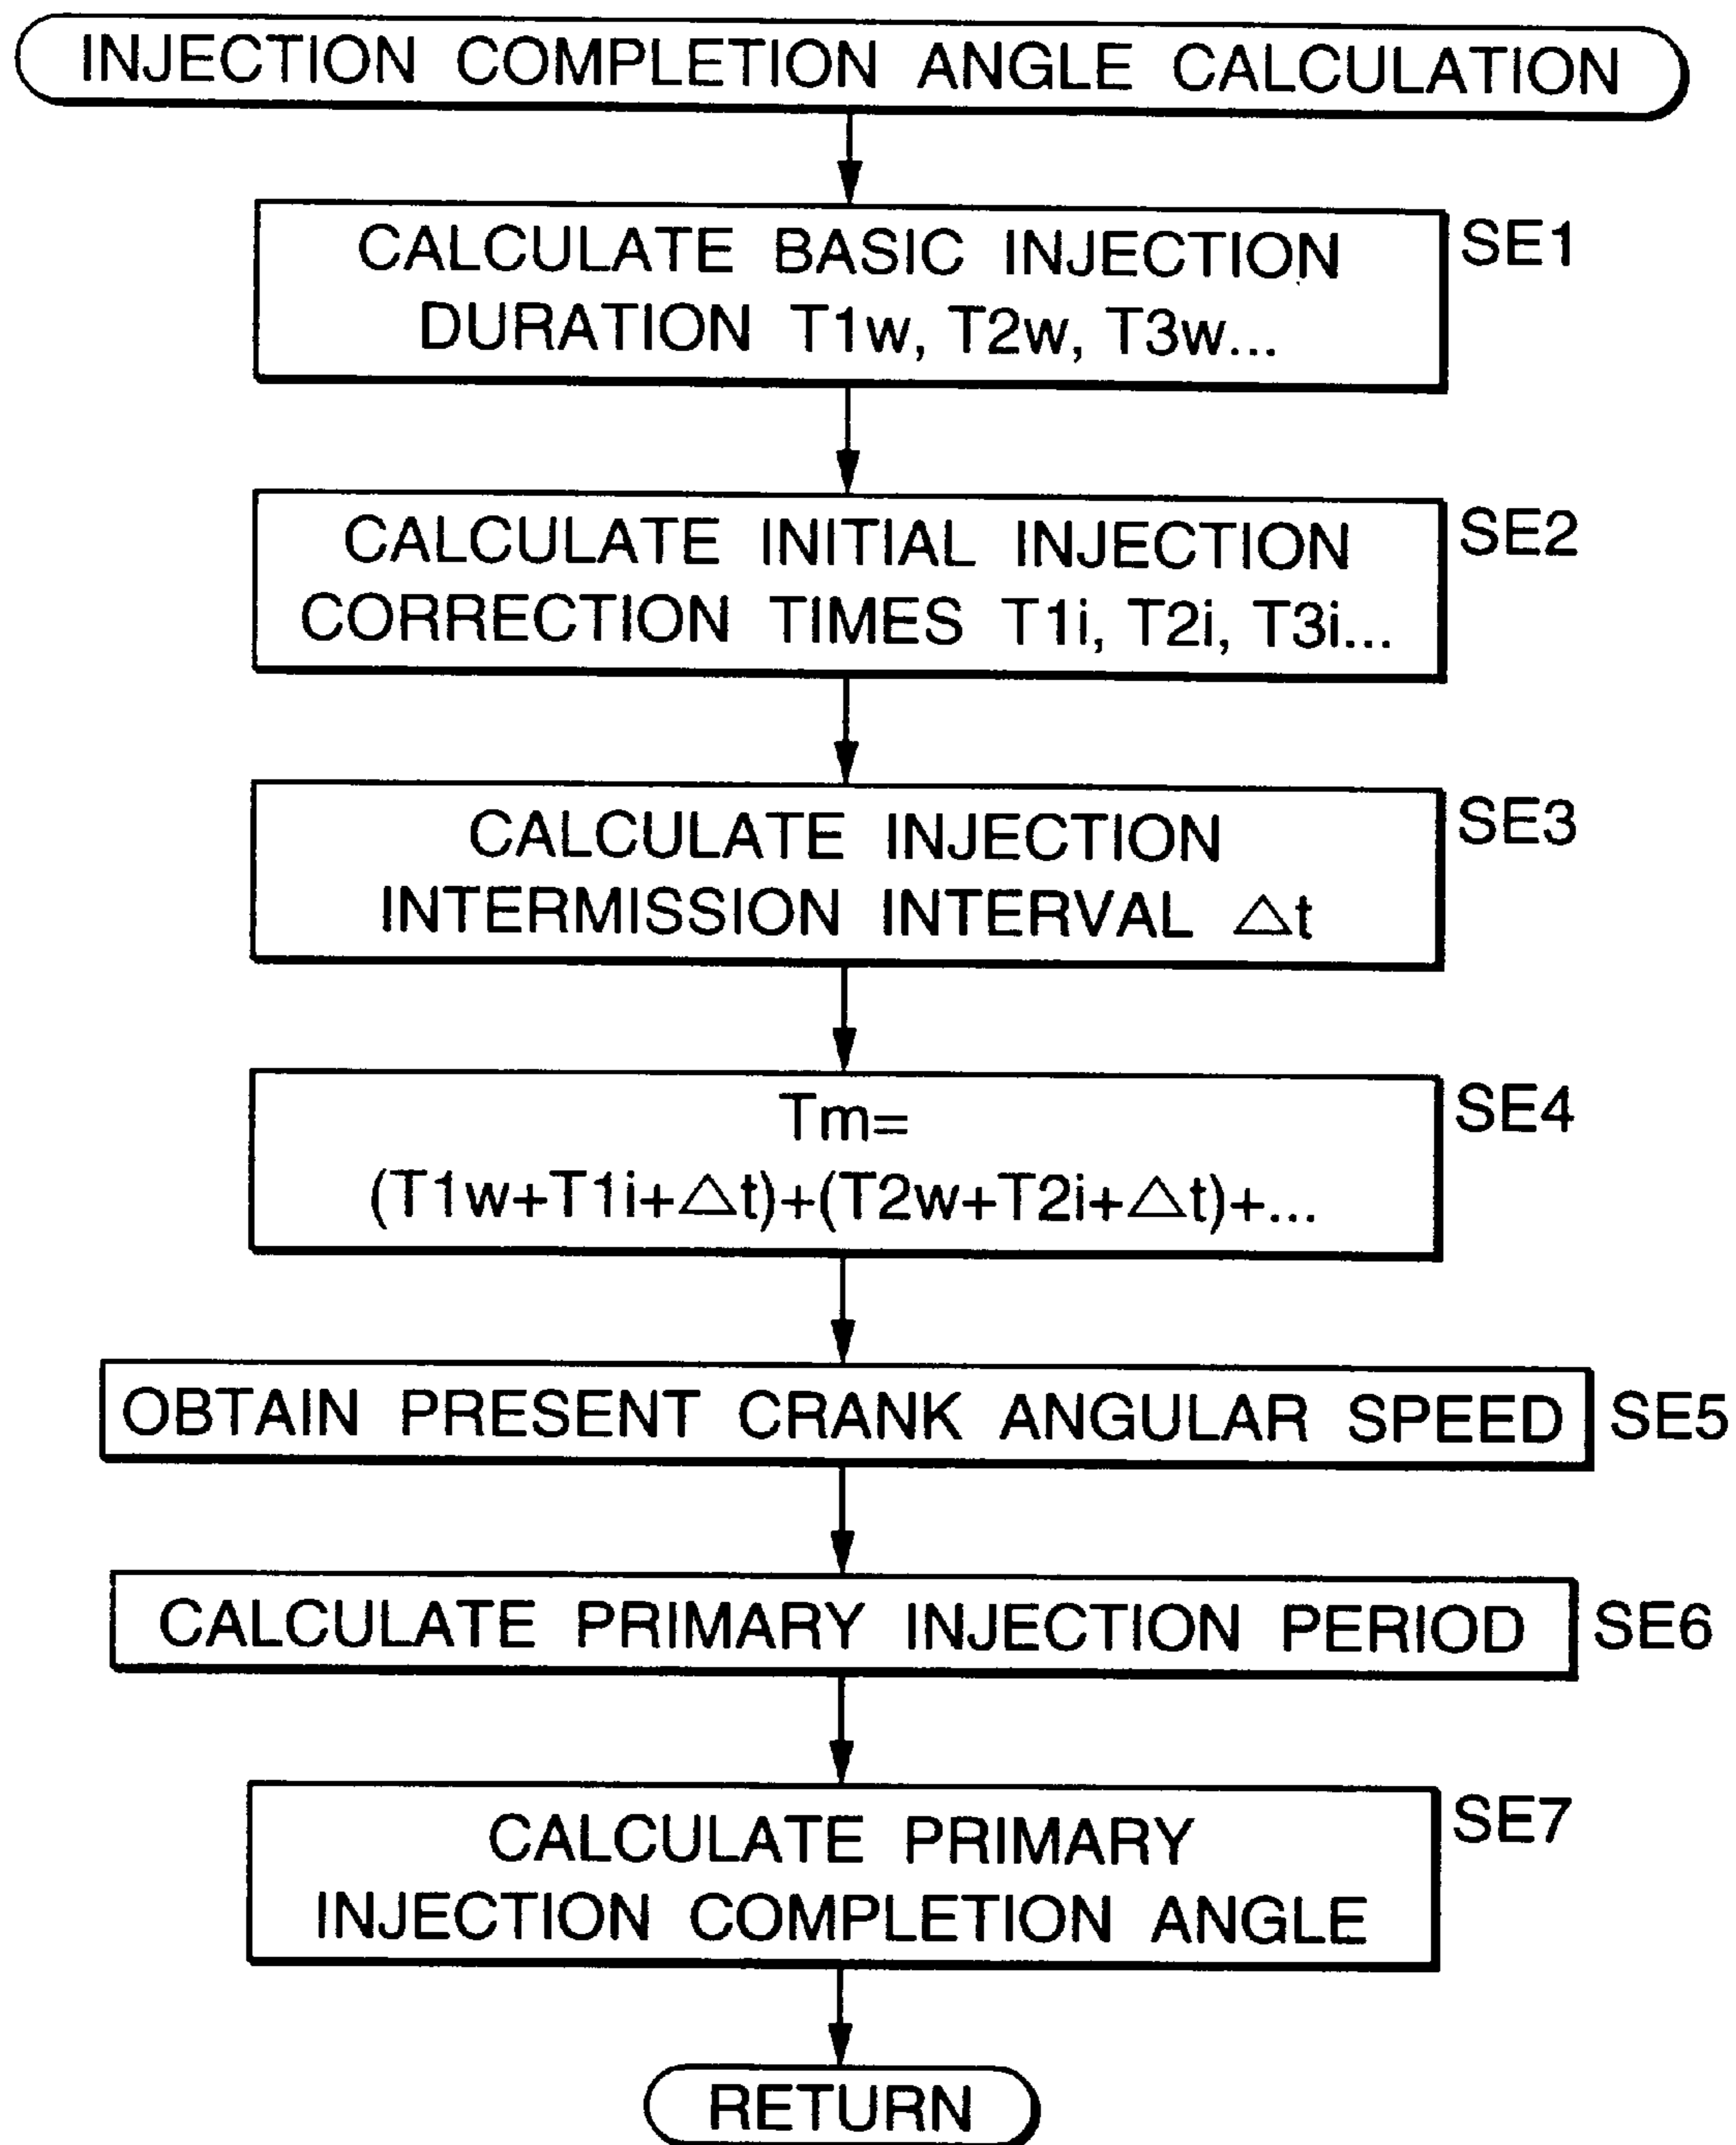 INJECTION COMPLETION ANGLE CALCULATION
CALCULATE BASIC INJECTION
DURATION T1w, T2w, T3w...
SE1
CALCULATE INITIAL INJECTION
CORRECTION TIMES T1i, T2i, T3i...
SE2
CALCULATE INJECTION
INTERMISSION INTERVAL △t
SE3
Tm=
(T1w+T1i+△t)+(T2w+T2i+△t)+...
SE4
OBTAIN PRESENT CRANK ANGULAR SPEED
SE5
CALCULATE PRIMARY INJECTION PERIOD
SE6
CALCULATE PRIMARY
INJECTION COMPLETION ANGLE
SE7
RETURN